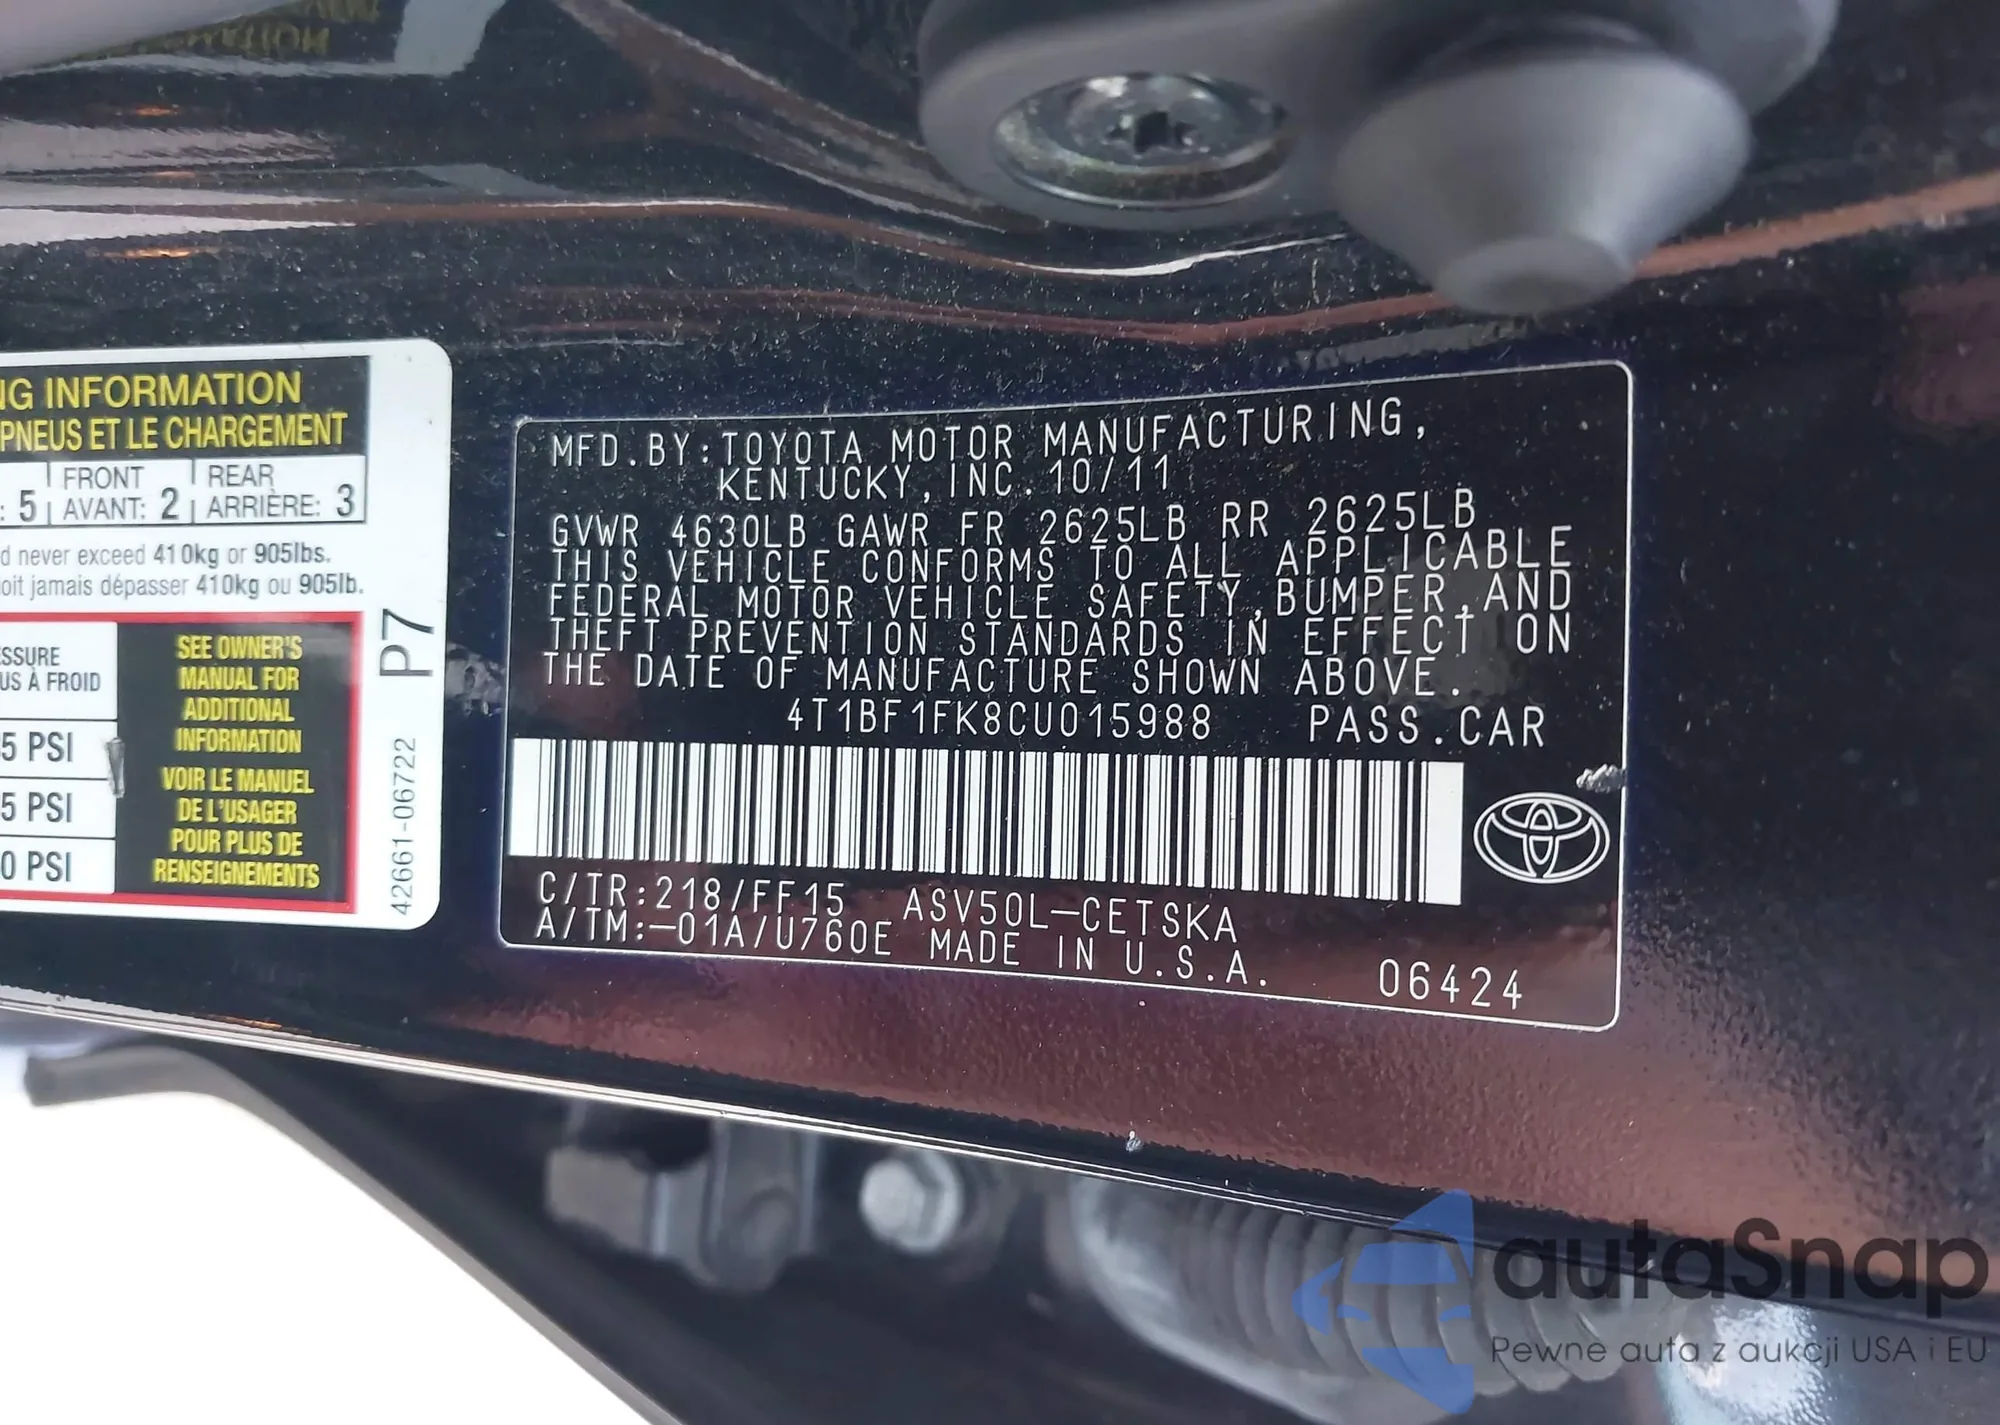 NG INFORMATION
PNEUS ET LE CHARGEMENT
FRONT REAR
: 5 AVANT: 2 ARRIÈRE: 3
d never exceed 410kg or 905lbs.
oit jamais dépasser 410kg ou 905lb.
SSURE
US À FROID
5 PSI
5 PSI
0 PSI
SEE OWNER'S
MANUAL FOR
ADDITIONAL
INFORMATION
VOIR LE MANUEL
DE L'USAGER
POUR PLUS DE
RENSEIGNEMENTS
P7
42661-06722
MFD.BY:TOYOTA MOTOR MANUFACTURING,
KENTUCKY,INC. 10/11
GVWR 4630LB GAWR FR 2625LB RR 2625LB
THIS VEHICLE CONFORMS TO ALL APPLICABLE
FEDERAL MOTOR VEHICLE SAFETY,BUMPER,AND
THEFT PREVENTION STANDARDS IN EFFECT ON
THE DATE OF MANUFACTURE SHOWN ABOVE.
4T1BF1FK8CU015988 PASS.CAR
C/TR:218/FF15 ASV50L-CETSKA
A/TM:-01A/U760E MADE IN U.S.A.
06424
autaSnap
Pewne auta z aukcji USA i EU